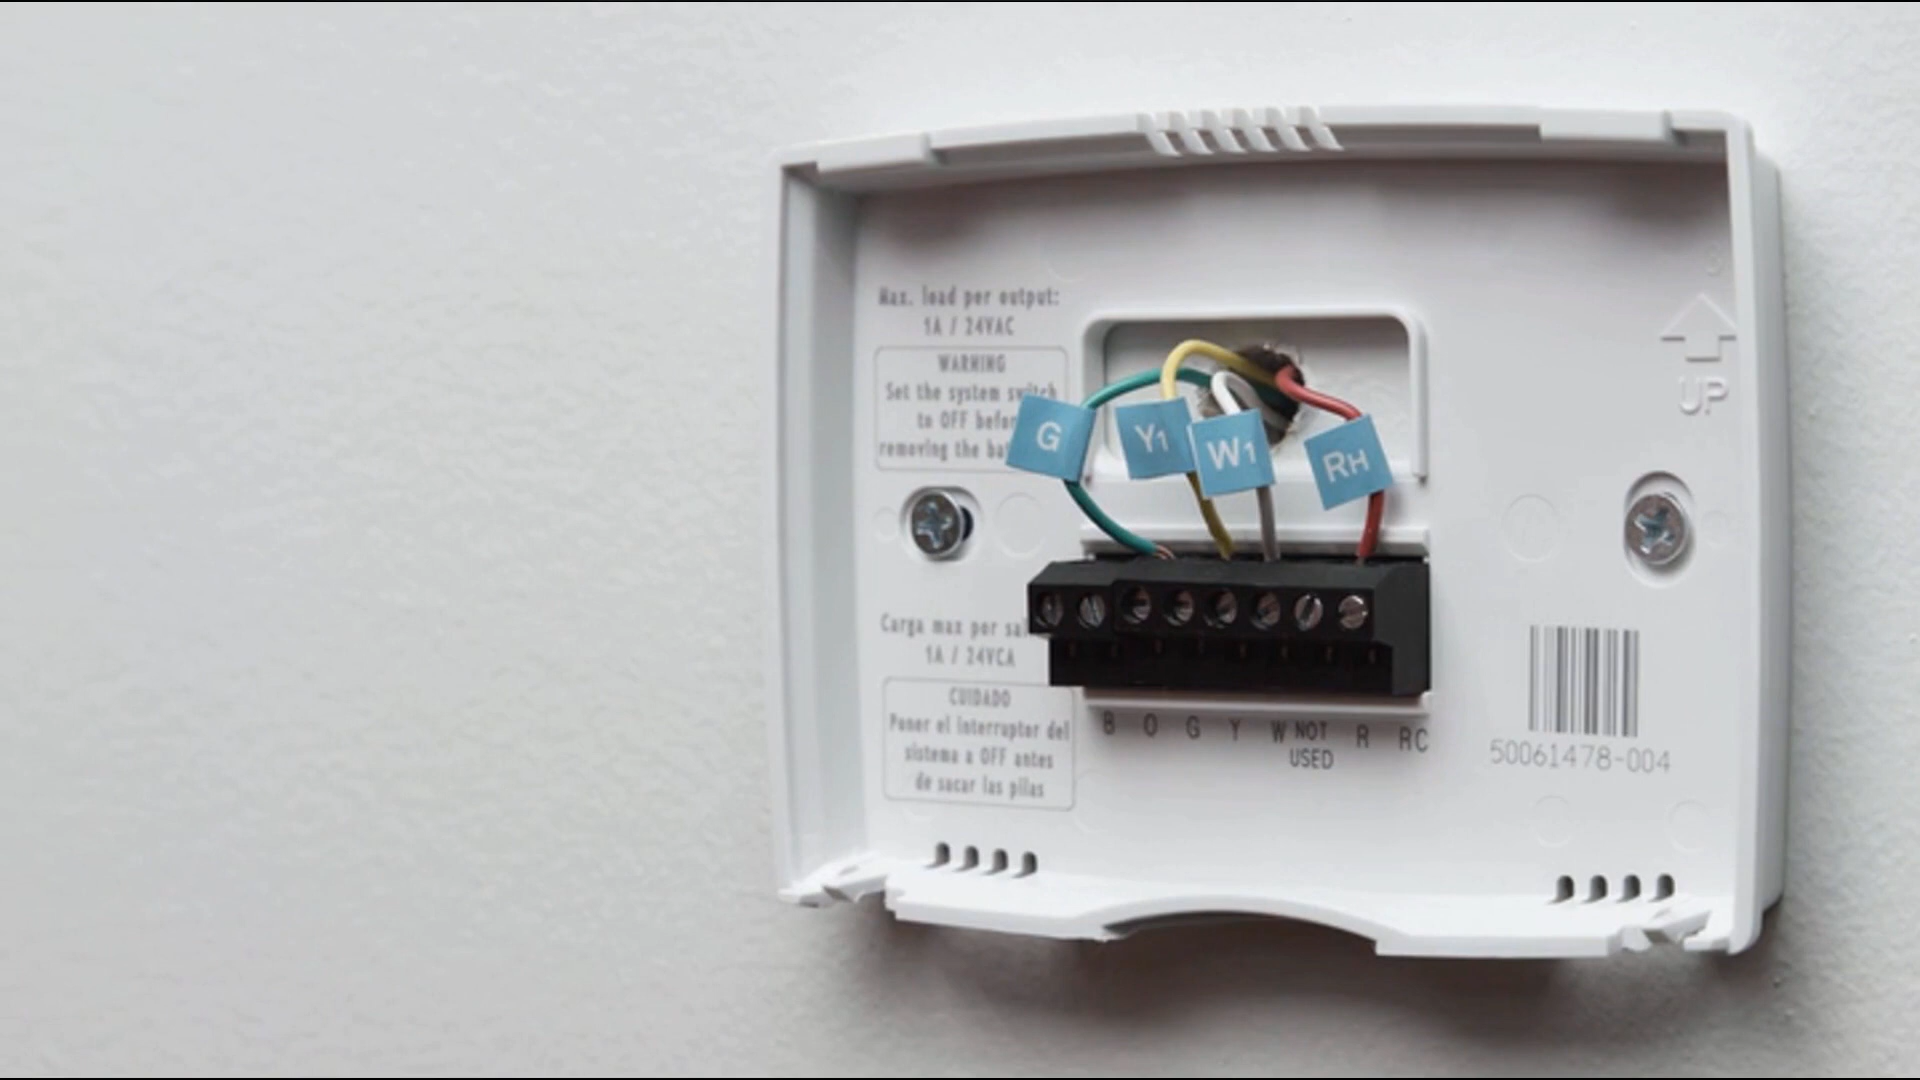 Max. load per output:
1A / 24VAC
WARNING
Set the system switch
to OFF
removing the
UP
G
Y1
W1
RH
Carga max por
1A / 24VCA
CUIDADO
Poner el interruptor del
sistema a OFF antes
de sacar las pilas
B O G Y W NOT USED R RC
50061478-004